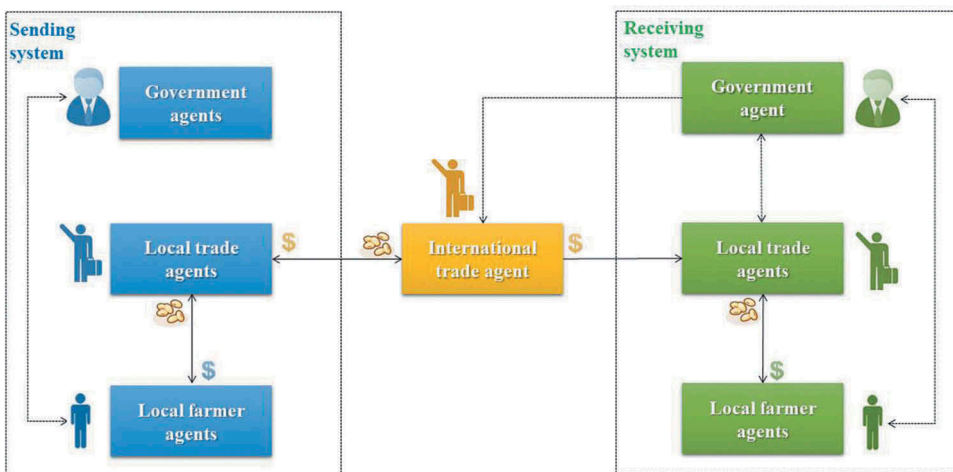 Sending
system
Receiving
system
Government
agents
Government
agent
Local trade
agents
$
International
trade agent
$
Local trade
agents
$
Local farmer
agents
$
Local farmer
agents